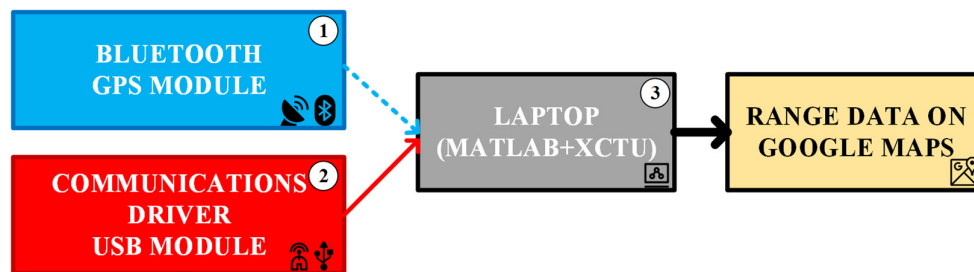 1
BLUETOOTH
GPS MODULE
2
COMMUNICATIONS
DRIVER
USB MODULE
3
LAPTOP
(MATLAB+XCTU)
RANGE DATA ON
GOOGLE MAPS
G